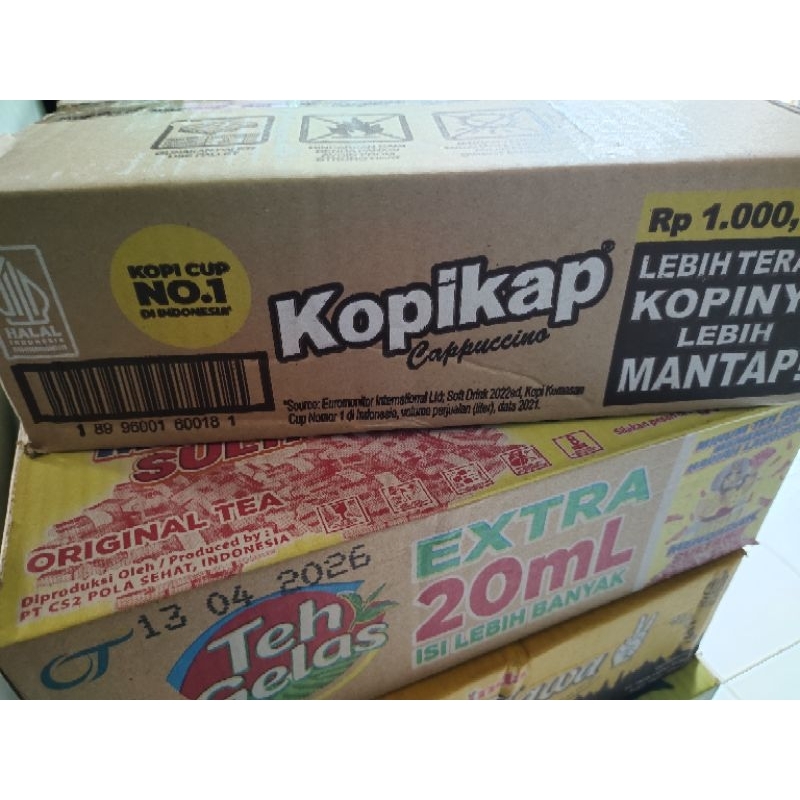 KOPI CUP
NO.1
DI INDONESIA*
HALAL
INDONESIA
Kopikap®
Cappuccino
Rp 1.000,
LEBIH TERA
KOPINY
LEBIH
MANTAP!
*Source: Euromonitor International Ltd; Soft Drink 2022ed, Kopi Kemasan
Cup Nomor 1 di Indonesia, volume penjualan (liter), data 2021.
1 89 96001 60018 1
ORIGINAL TEA
Diproduksi Oleh / Produced by :
PT CS2 POLA SEHAT, INDONESIA
13 04 2026
Teh
Gelas
EXTRA
20mL
ISI LEBIH BANYAK